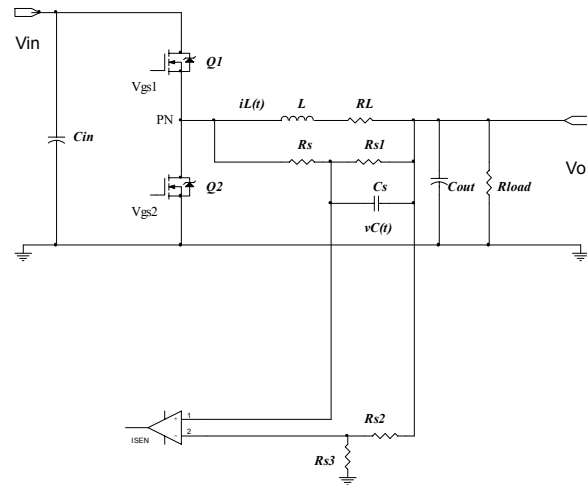 Vin
Q1
Vgs1
PN
iL(t) L RL
Rs Rs1
Cin
Vo
Q2
Cs
Cout Rload
Vgs2
vC(t)
+ 1
- 2
ISEN
Rs2
Rs3